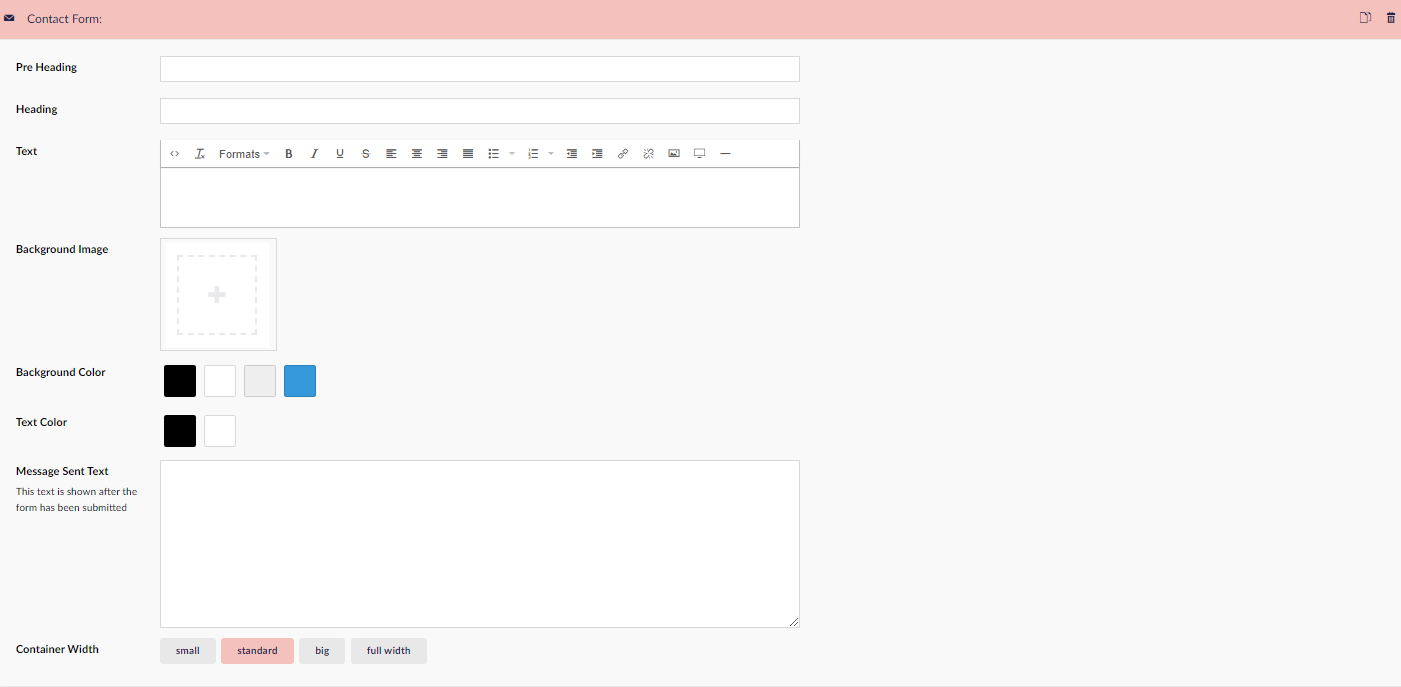 Contact Form:
Pre Heading
Heading
Text
<> Tx Formats B I U S
Background Image
Background Color
Text Color
Message Sent Text
This text is shown after the
form has been submitted
Container Width
small standard big full width